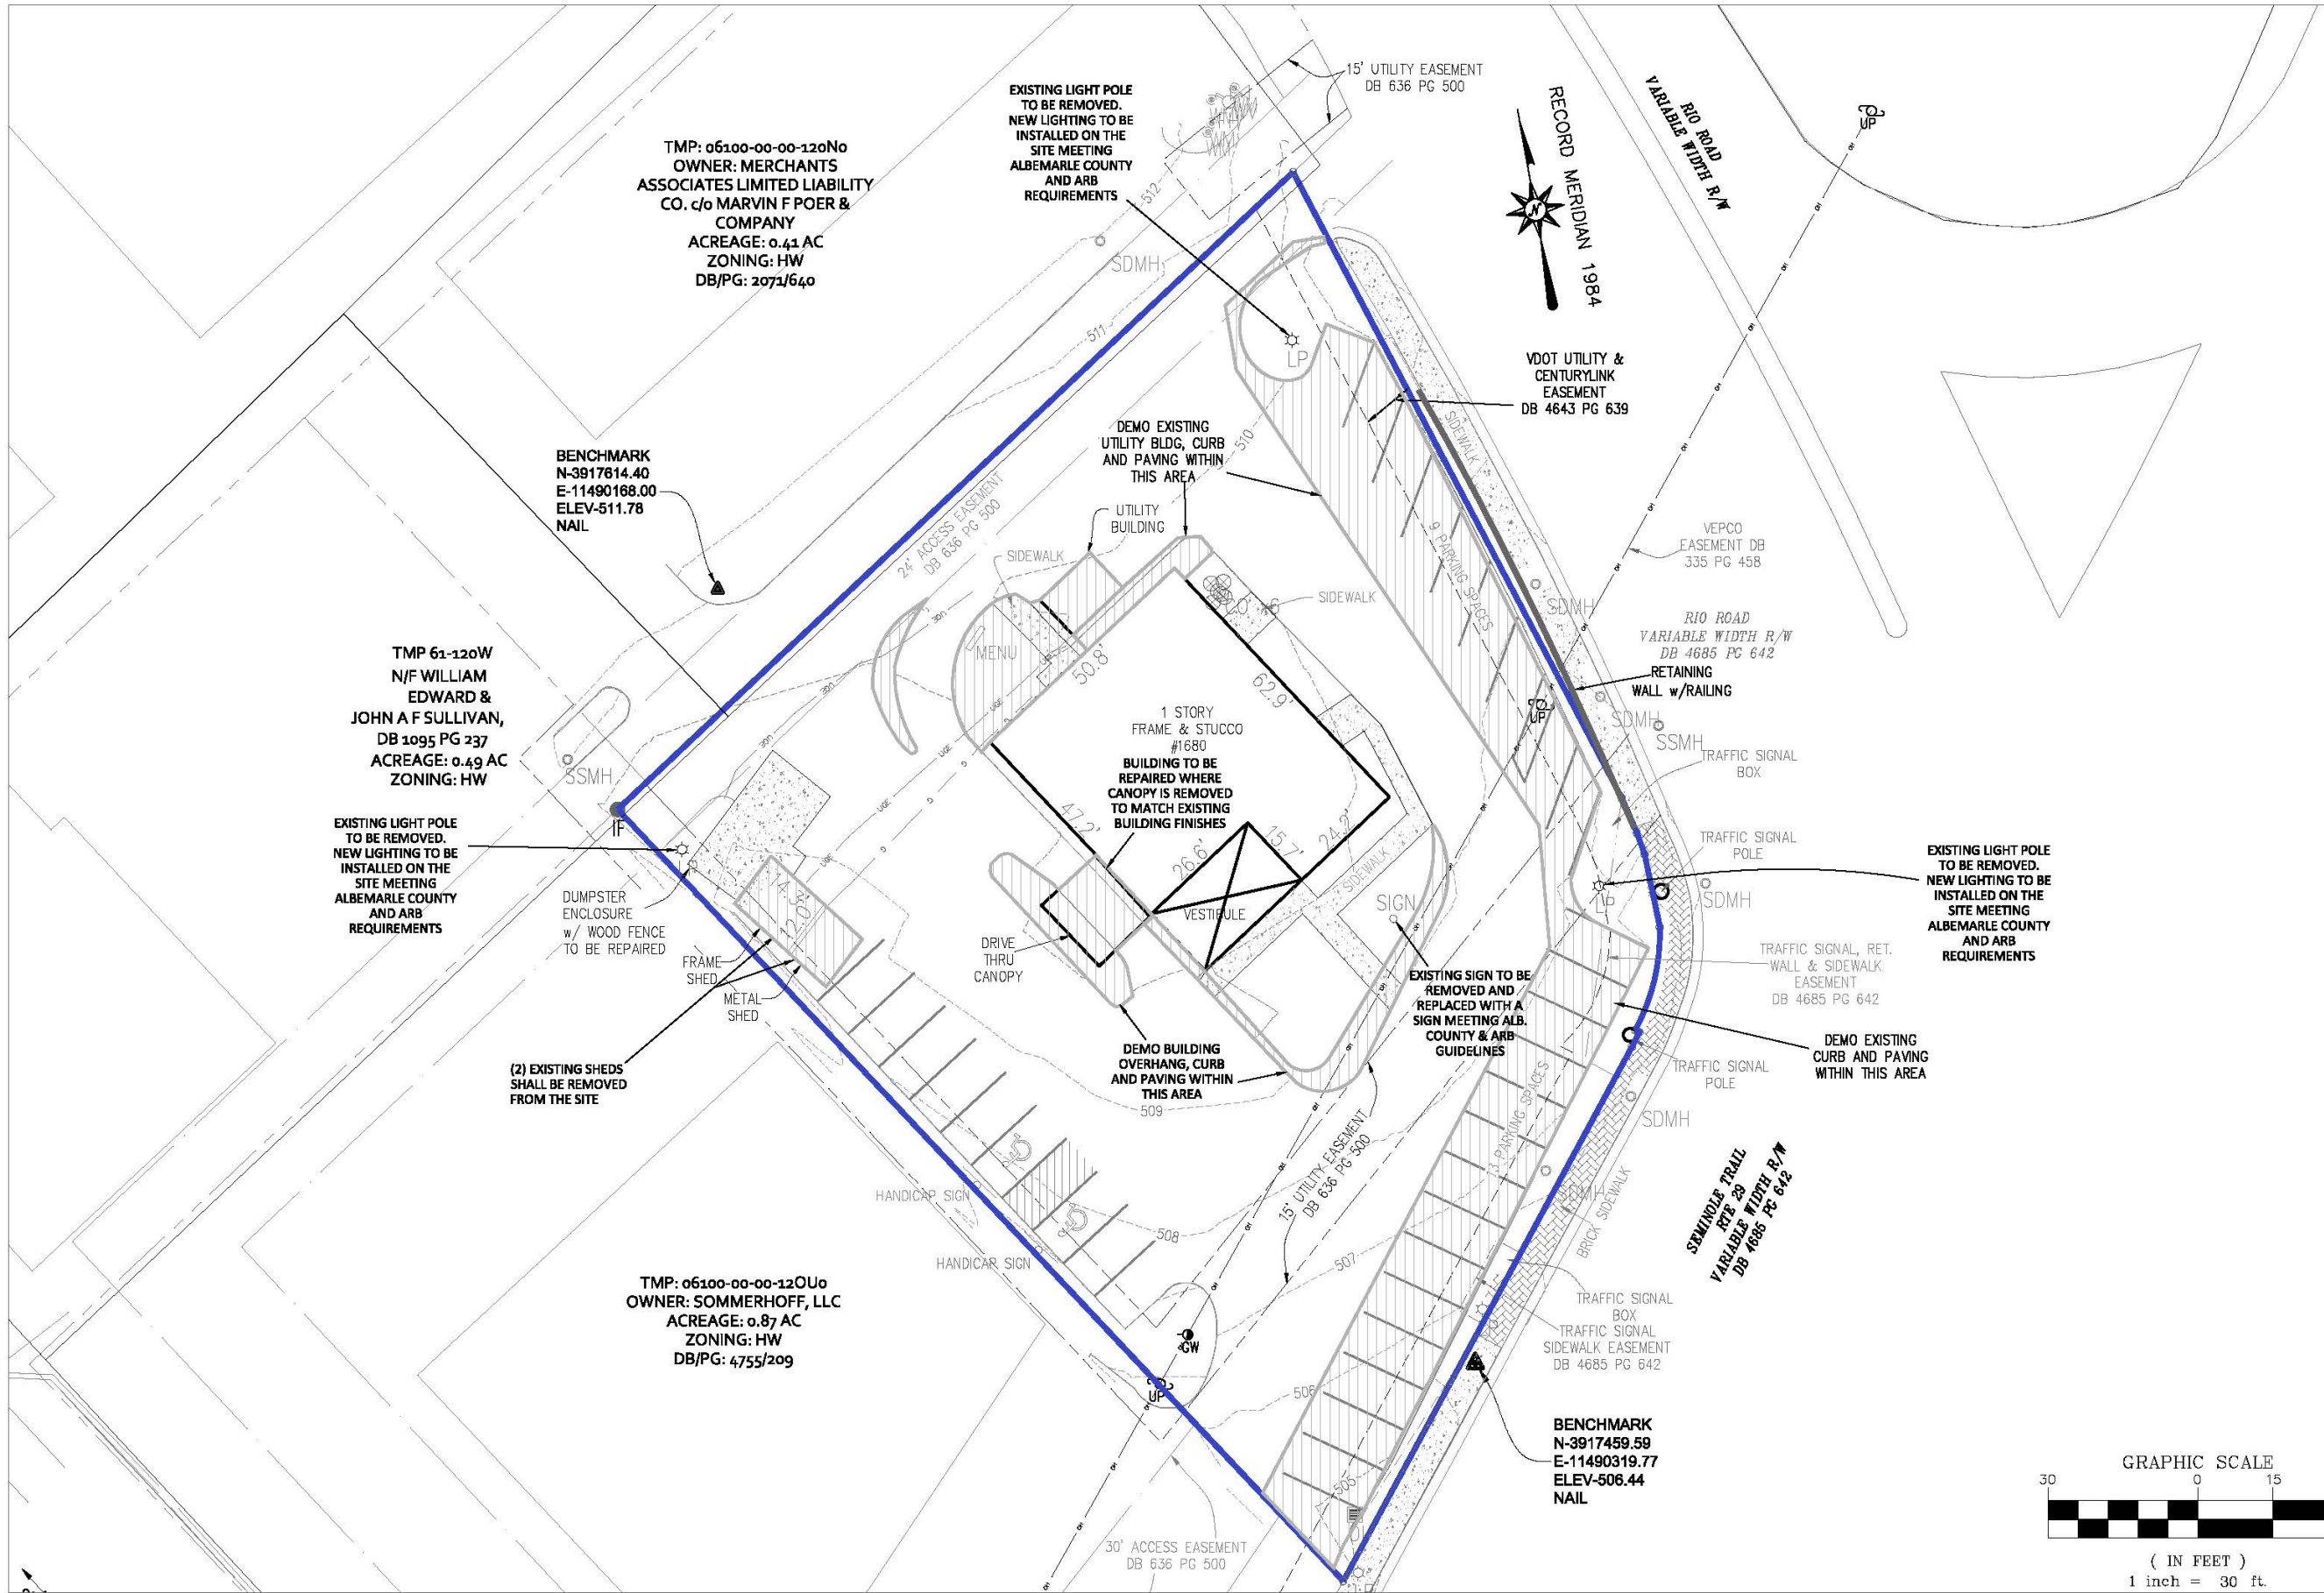 15' UTILITY EASEMENT
DB 636 PG 500
EXISTING LIGHT POLE
TO BE REMOVED.
NEW LIGHTING TO BE
INSTALLED ON THE
SITE MEETING
ALBEMARLE COUNTY
AND ARB
REQUIREMENTS
RECORD MERIDIAN 1984
N
RIO ROAD
VARIABLE WIDTH R/W
UP
TMP: 06100-00-00-120N0
OWNER: MERCHANTS
ASSOCIATES LIMITED LIABILITY
CO. c/o MARVIN F POER &
COMPANY
ACREAGE: 0.41 AC
ZONING: HW
DB/PG: 2071/640
512
SDMH
511
LP
VDOT UTILITY &
CENTURYLINK
EASEMENT
DB 4643 PG 639
SIDEWALK
DEMO EXISTING
UTILITY BLDG, CURB
AND PAVING WITHIN
THIS AREA
510
BENCHMARK
N-3917614.40
E-11490168.00
ELEV-511.78
NAIL
24' ACCESS EASEMENT
DB 636 PG 500
UTILITY
BUILDING
SIDEWALK
9 PARKING SPACES
VEPCO
EASEMENT DB
335 PG 458
SIDEWALK
SDMH
RIO ROAD
VARIABLE WIDTH R/W
DB 4685 PG 642
RETAINING
WALL w/RAILING
MENU
50.8'
62.9'
TMP 61-120W
N/F WILLIAM
EDWARD &
JOHN A F SULLIVAN,
DB 1095 PG 237
ACREAGE: 0.49 AC
ZONING: HW
SSMH
UP
SDMH
SSMH
TRAFFIC SIGNAL
BOX
1 STORY
FRAME & STUCCO
#1680
BUILDING TO BE
REPAIRED WHERE
CANOPY IS REMOVED
TO MATCH EXISTING
BUILDING FINISHES
47.2'
26.6'
15.7'
24.2'
SIDEWALK
VESTIBULE
IF
EXISTING LIGHT POLE
TO BE REMOVED.
NEW LIGHTING TO BE
INSTALLED ON THE
SITE MEETING
ALBEMARLE COUNTY
AND ARB
REQUIREMENTS
LP
14.3'
12.0'
DUMPSTER
ENCLOSURE
w/ WOOD FENCE
TO BE REPAIRED
FRAME
SHED
METAL
SHED
DRIVE
THRU
CANOPY
SIGN
TRAFFIC SIGNAL
POLE
LP
SDMH
EXISTING LIGHT POLE
TO BE REMOVED.
NEW LIGHTING TO BE
INSTALLED ON THE
SITE MEETING
ALBEMARLE COUNTY
AND ARB
REQUIREMENTS
TRAFFIC SIGNAL, RET.
WALL & SIDEWALK
EASEMENT
DB 4685 PG 642
EXISTING SIGN TO BE
REMOVED AND
REPLACED WITH A
SIGN MEETING ALB.
COUNTY & ARB
GUIDELINES
DEMO EXISTING
CURB AND PAVING
WITHIN THIS AREA
(2) EXISTING SHEDS
SHALL BE REMOVED
FROM THE SITE
DEMO BUILDING
OVERHANG, CURB
AND PAVING WITHIN
THIS AREA
509
TRAFFIC SIGNAL
POLE
SDMH
13 PARKING SPACES
15' UTILITY EASEMENT
DB 636 PG 500
SDMH
BRICK SIDEWALK
SEMINOLE TRAIL
RTE 29
VARIABLE WIDTH R/W
DB 4685 PG 642
HANDICAP SIGN
HANDICAP SIGN
508
507
TMP: 06100-00-00-12OU0
OWNER: SOMMERHOFF, LLC
ACREAGE: 0.87 AC
ZONING: HW
DB/PG: 4755/209
GW
UP
TRAFFIC SIGNAL
BOX
TRAFFIC SIGNAL
SIDEWALK EASEMENT
DB 4685 PG 642
506
505
BENCHMARK
N-3917459.59
E-11490319.77
ELEV-506.44
NAIL
30' ACCESS EASEMENT
DB 636 PG 500
GRAPHIC SCALE
30 0 15
( IN FEET )
1 inch = 30 ft.